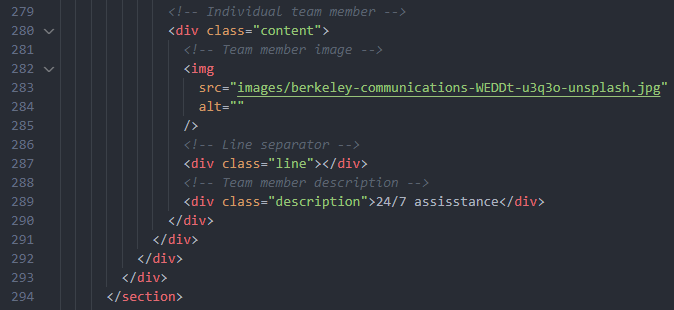 279 <!-- Individual team member -->
280 <div class="content">
281 <!-- Team member image -->
282 <img
283 src="images/berkeley-communications-WEDDt-u3q3o-unsplash.jpg"
284 alt=""
285 />
286 <!-- Line separator -->
287 <div class="line"></div>
288 <!-- Team member description -->
289 <div class="description">24/7 assisstance</div>
290 </div>
291 </div>
292 </div>
293 </div>
294 </section>